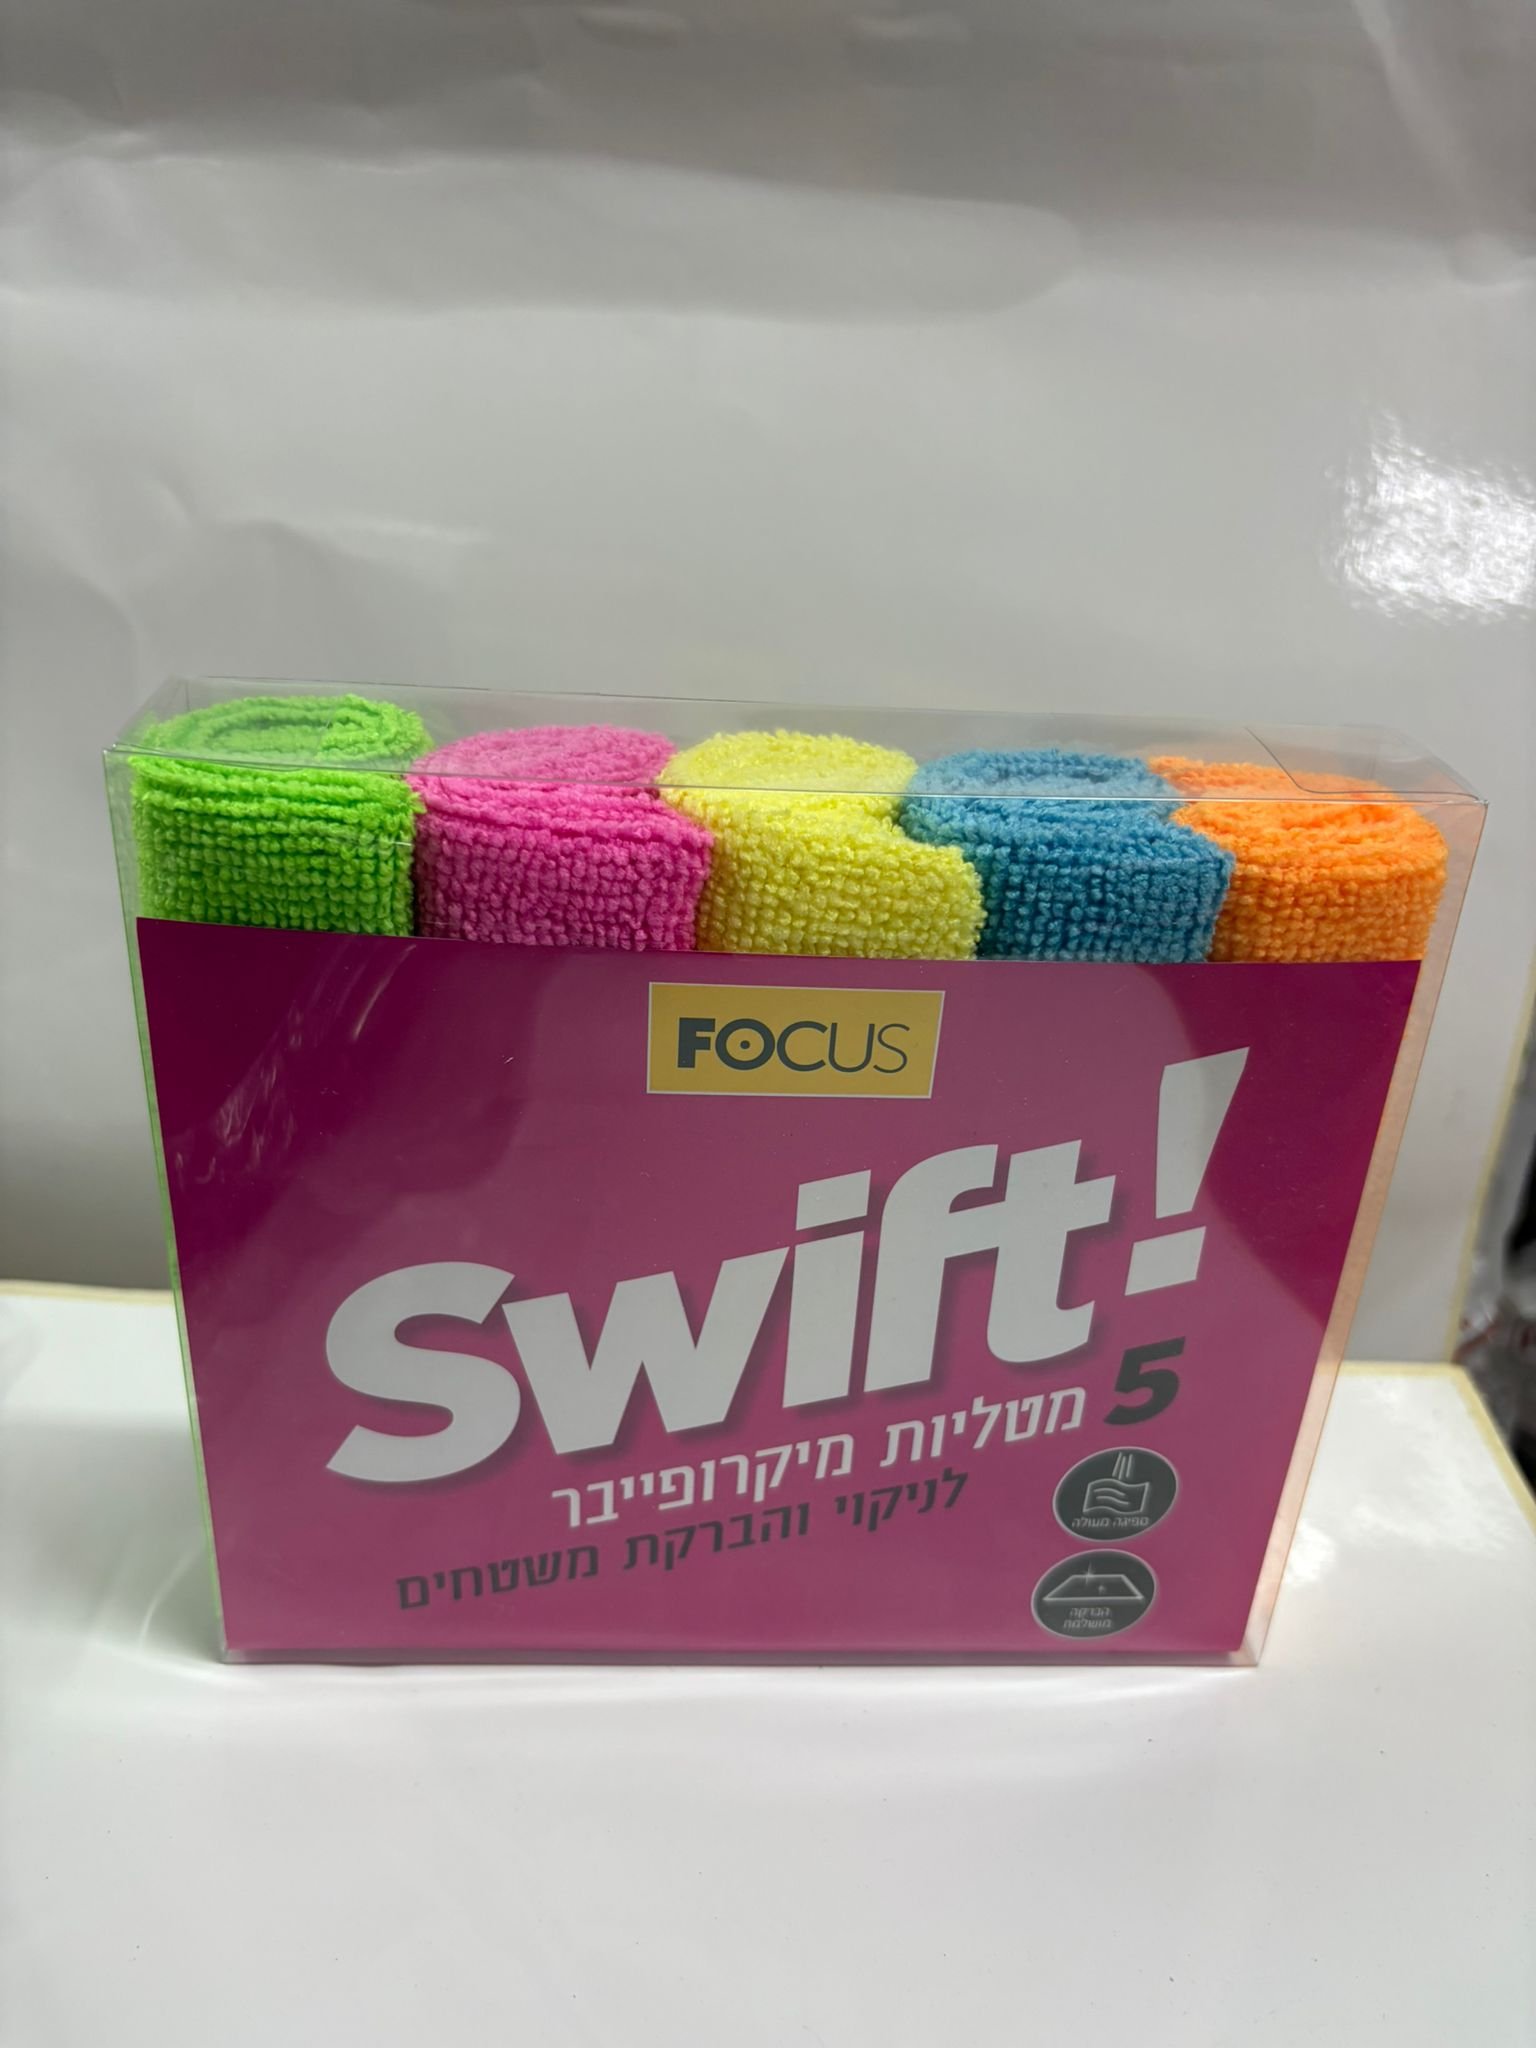 FOCUS
Swift!
5 מטליות מיקרופייבר
לניקוי והברקת משטחים
ספיגה מעולה
הברקה
מושלמת